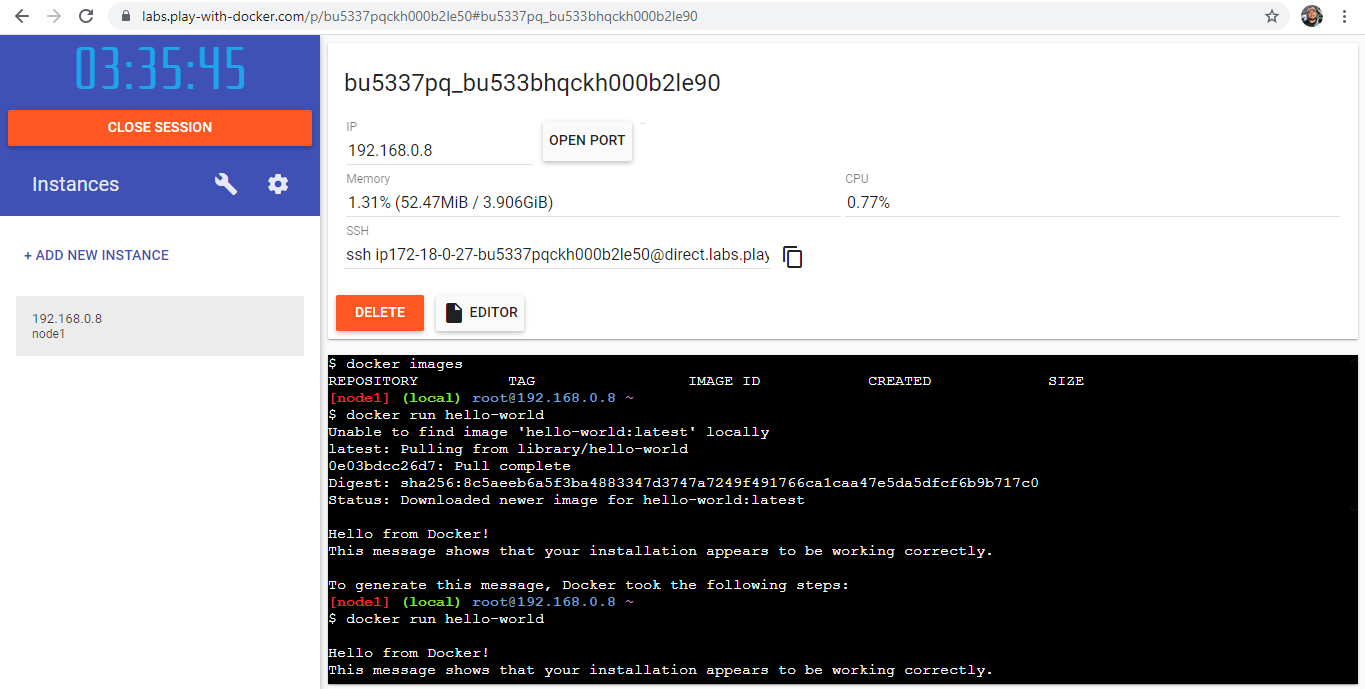 labs.play-with-docker.com/p/bu5337pqckh000b2le50#bu5337pq_bu533bhqckh000b2le90
03:35:45
CLOSE SESSION
Instances
+ ADD NEW INSTANCE
192.168.0.8
node1
bu5337pq_bu533bhqckh000b2le90
IP
192.168.0.8
OPEN PORT
Memory
1.31% (52.47MiB / 3.906GiB)
CPU
0.77%
SSH
ssh ip172-18-0-27-bu5337pqckh000b2le50@direct.labs.play
DELETE
EDITOR
$ docker images
REPOSITORY TAG IMAGE ID CREATED SIZE
[node1] (local) root@192.168.0.8 ~
$ docker run hello-world
Unable to find image 'hello-world:latest' locally
latest: Pulling from library/hello-world
0e03bdcc26d7: Pull complete
Digest: sha256:8c5aeeb6a5f3ba4883347d3747a7249f491766ca1caa47e5da5dfcf6b9b717c0
Status: Downloaded newer image for hello-world:latest
Hello from Docker!
This message shows that your installation appears to be working correctly.
To generate this message, Docker took the following steps:
[node1] (local) root@192.168.0.8 ~
$ docker run hello-world
Hello from Docker!
This message shows that your installation appears to be working correctly.